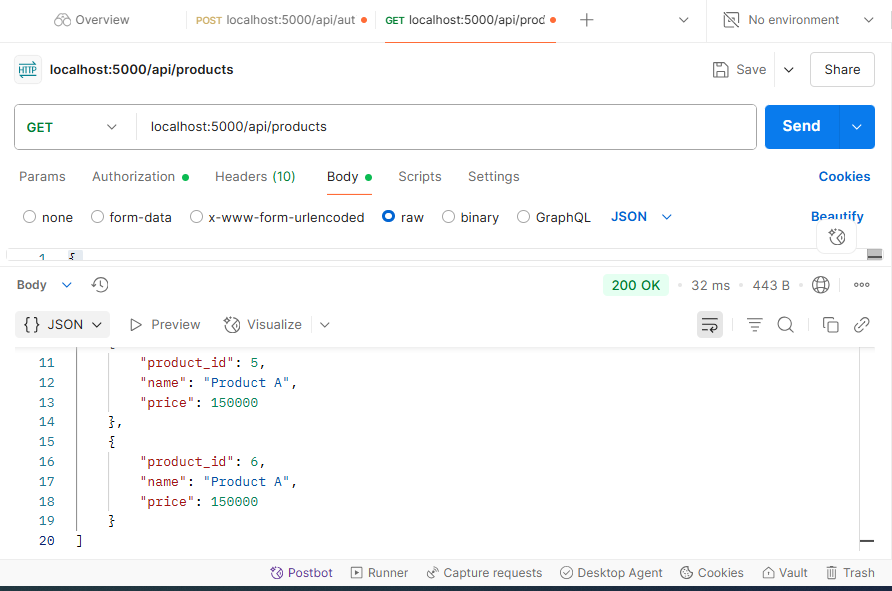 Overview POST localhost:5000/api/aut GET localhost:5000/api/prod No environment
HTTP localhost:5000/api/products Save Share
GET localhost:5000/api/products Send
Params Authorization Headers (10) Body Scripts Settings Cookies
none form-data x-www-form-urlencoded raw binary GraphQL JSON Beautify
1 {
Body 200 OK 32 ms 443 B
{} JSON Preview Visualize
{
11 "product_id": 5,
12 "name": "Product A",
13 "price": 150000
14 },
15 {
16 "product_id": 6,
17 "name": "Product A",
18 "price": 150000
19 }
20 ]
Postbot Runner Capture requests Desktop Agent Cookies Vault Trash